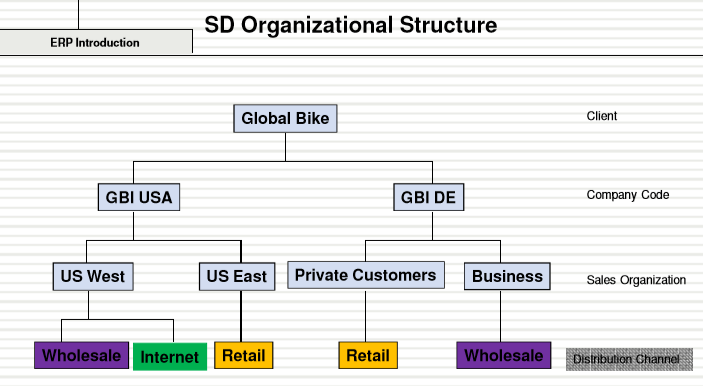 SD Organizational Structure
ERP Introduction
Global Bike
Client
GBI USA
GBI DE
Company Code
US West
US East
Private Customers
Business
Sales Organization
Wholesale
Internet
Retail
Retail
Wholesale
Distribution Channel